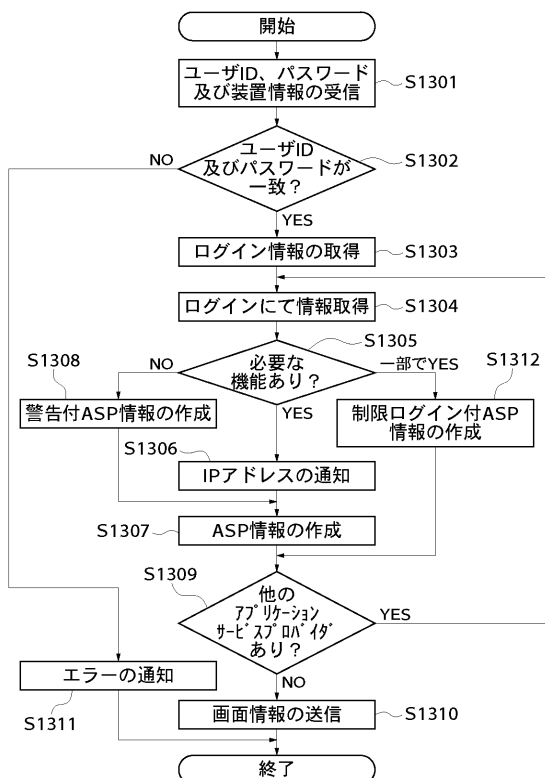 開始
ユーザID、パスワード
及び装置情報の受信
S1301
ユーザID
及びパスワードが
一致？
S1302
NO
YES
ログイン情報の取得
S1303
ログインにて情報取得
S1304
S1305
必要な
機能あり？
NO
YES
一部でYES
S1308
警告付ASP情報の作成
S1312
制限ログイン付ASP
情報の作成
S1306
IPアドレスの通知
S1307
ASP情報の作成
S1309
他の
ｱﾌﾟﾘｹｰｼｮﾝ
ｻｰﾋﾞｽﾌﾟﾛﾊﾞｲﾀﾞ
あり？
YES
NO
エラーの通知
S1311
画面情報の送信
S1310
終了